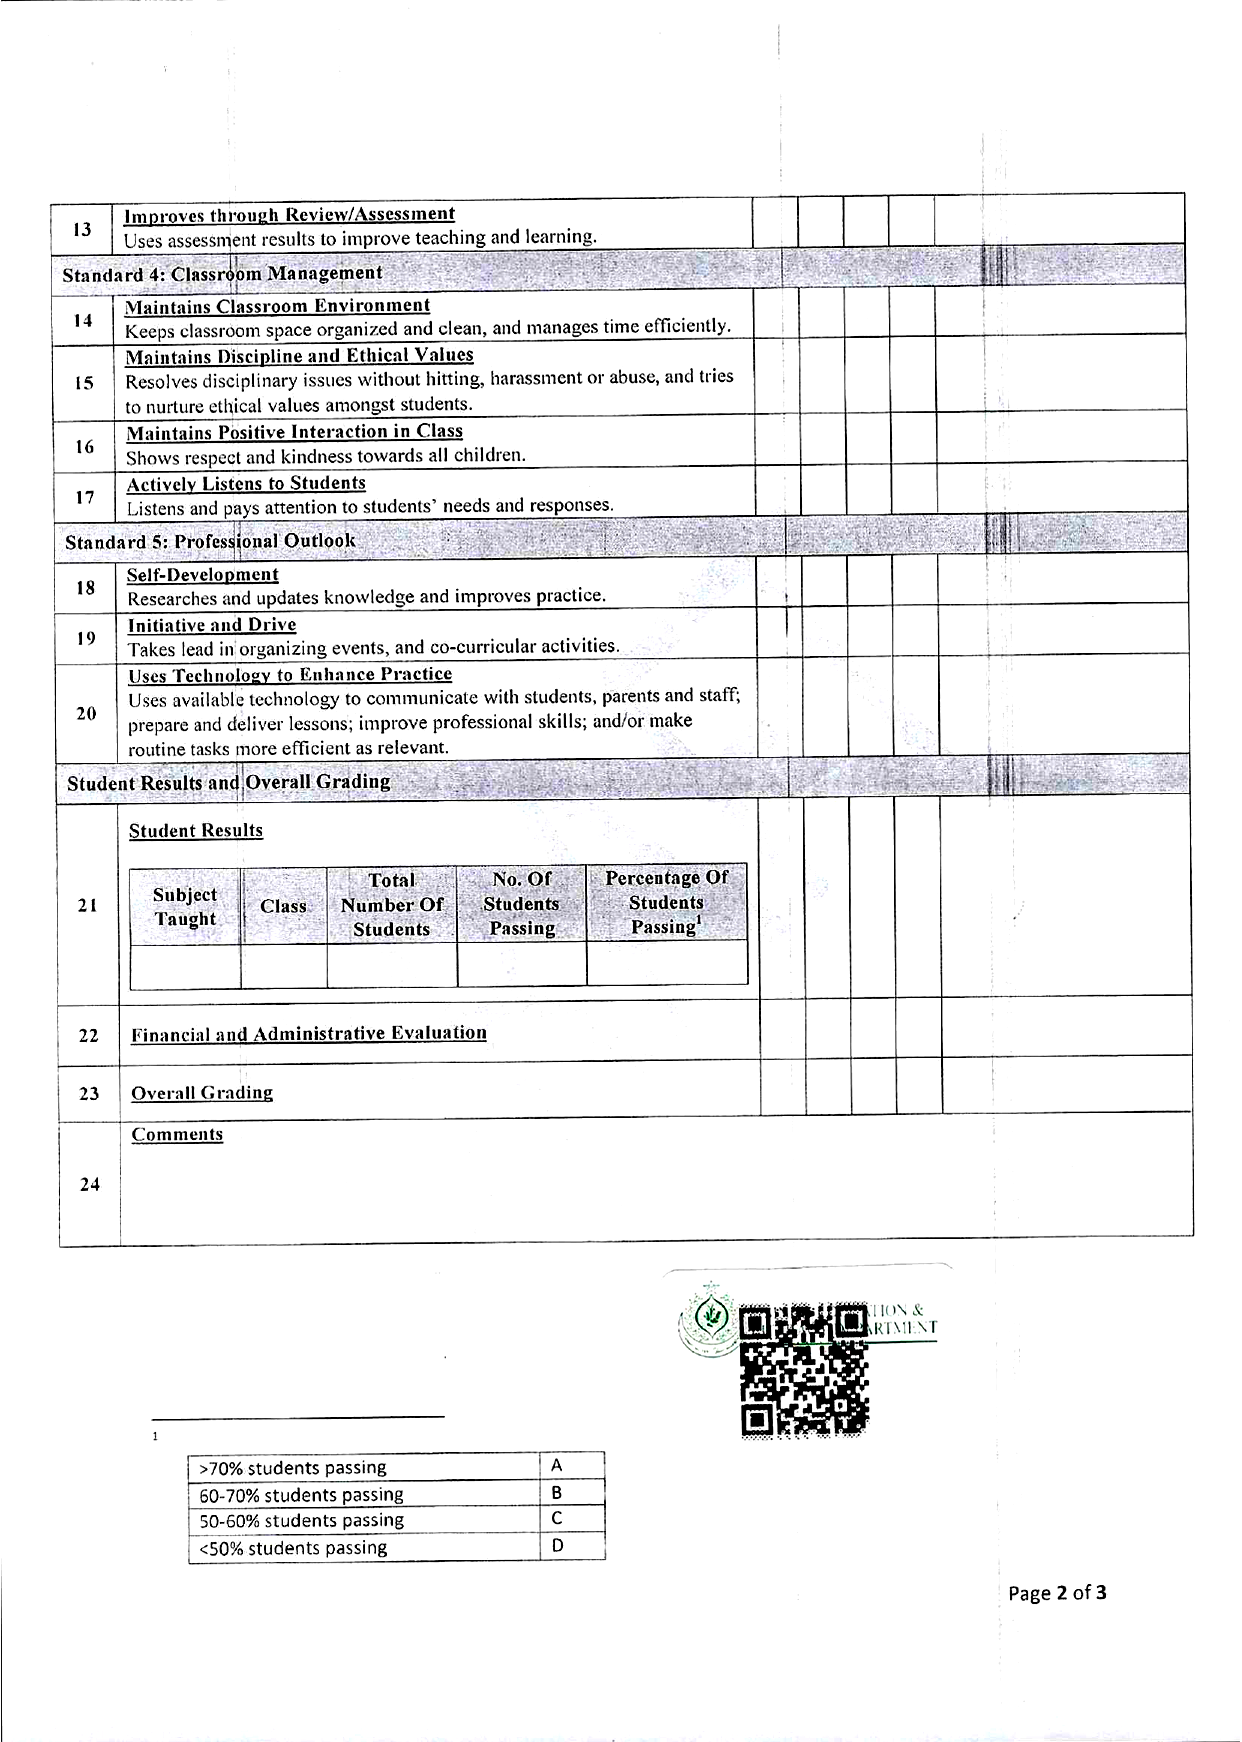 13
Improves through Review/Assessment
Uses assessment results to improve teaching and learning.
Standard 4: Classroom Management
14
Maintains Classroom Environment
Keeps classroom space organized and clean, and manages time efficiently.
15
Maintains Discipline and Ethical Values
Resolves disciplinary issues without hitting, harassment or abuse, and tries
to nurture ethical values amongst students.
16
Maintains Positive Interaction in Class
Shows respect and kindness towards all children.
17
Actively Listens to Students
Listens and pays attention to students' needs and responses.
Standard 5: Professional Outlook
18
Self-Development
Researches and updates knowledge and improves practice.
19
Initiative and Drive
Takes lead in organizing events, and co-curricular activities.
20
Uses Technology to Enhance Practice
Uses available technology to communicate with students, parents and staff;
prepare and deliver lessons; improve professional skills; and/or make
routine tasks more efficient as relevant.
Student Results and Overall Grading
21
Student Results
Subject Taught
Class
Total Number Of Students
No. Of Students Passing
Percentage Of Students Passing¹
22
Financial and Administrative Evaluation
23
Overall Grading
24
Comments
1
>70% students passing A
60-70% students passing B
50-60% students passing C
<50% students passing D
Page 2 of 3